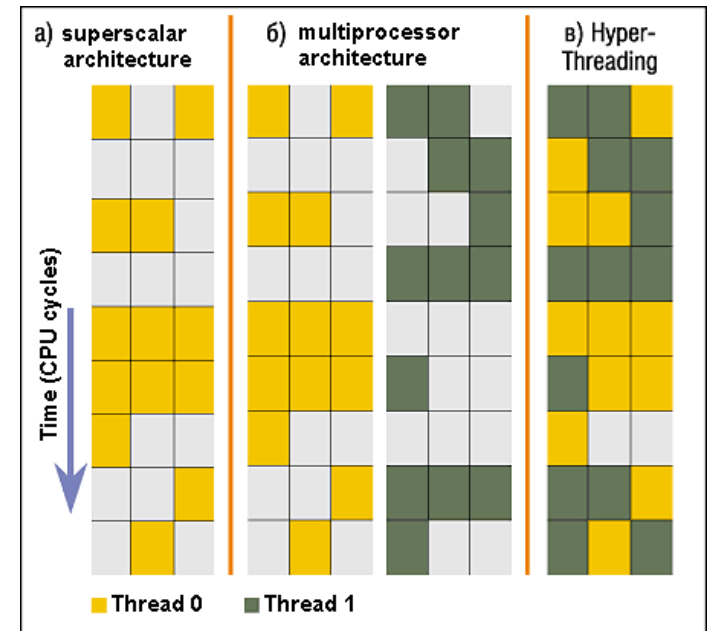 а) superscalar
architecture
б) multiprocessor
architecture
в) Hyper-
Threading
Time (CPU cycles)
Thread 0
Thread 1